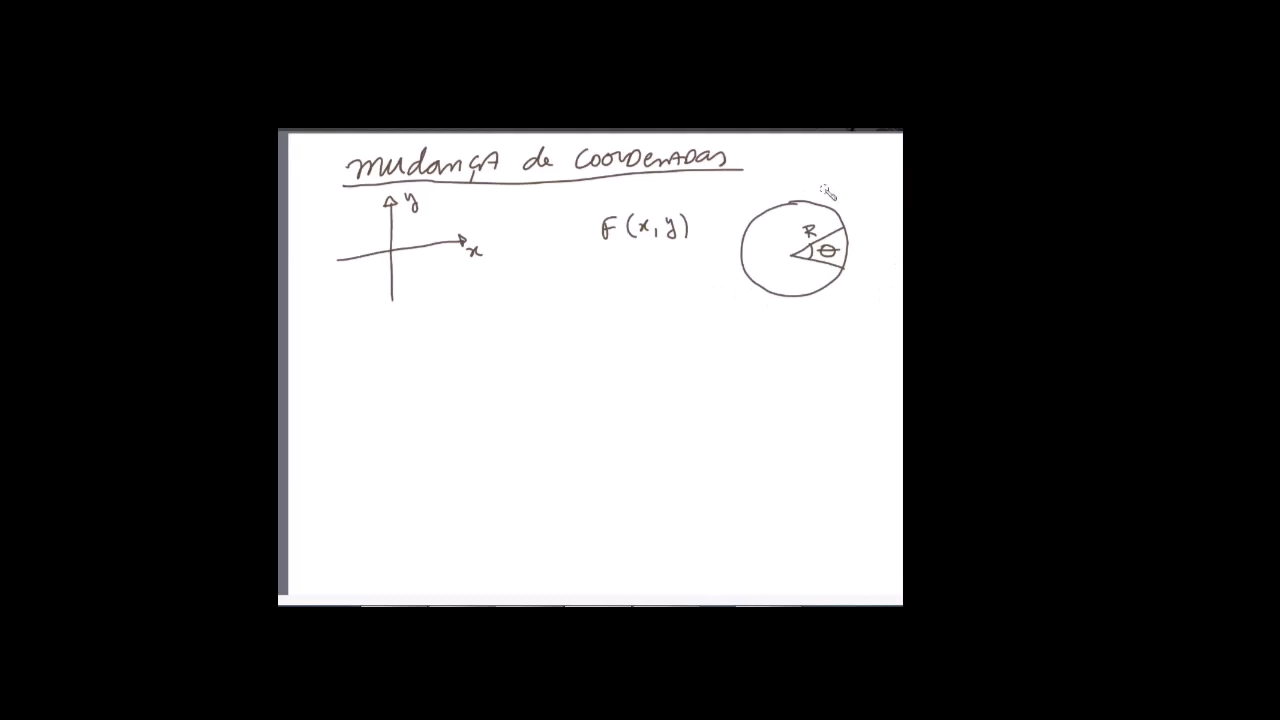 mudança de coordenadas
y
x
F(x,y)
R
θ